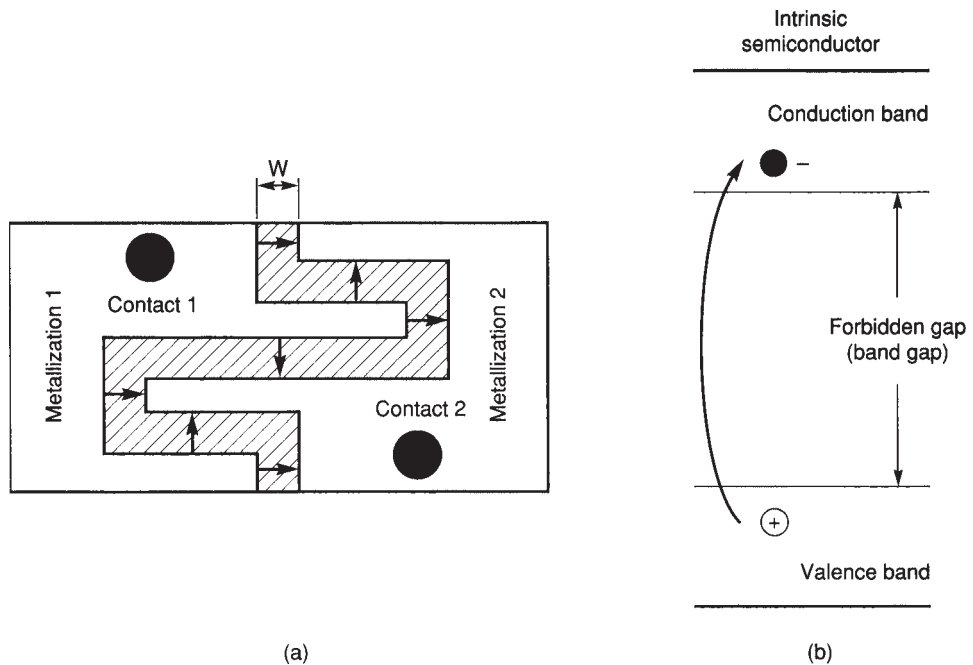 Intrinsic
semiconductor
Conduction band
W
−
Metallization 1
Contact 1
Metallization 2
Forbidden gap
(band gap)
Contact 2
+
Valence band
(a)
(b)